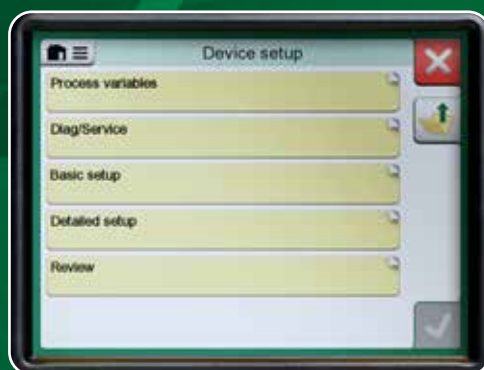 Device setup
Process variables
Diag/Service
Basic setup
Detailed setup
Review